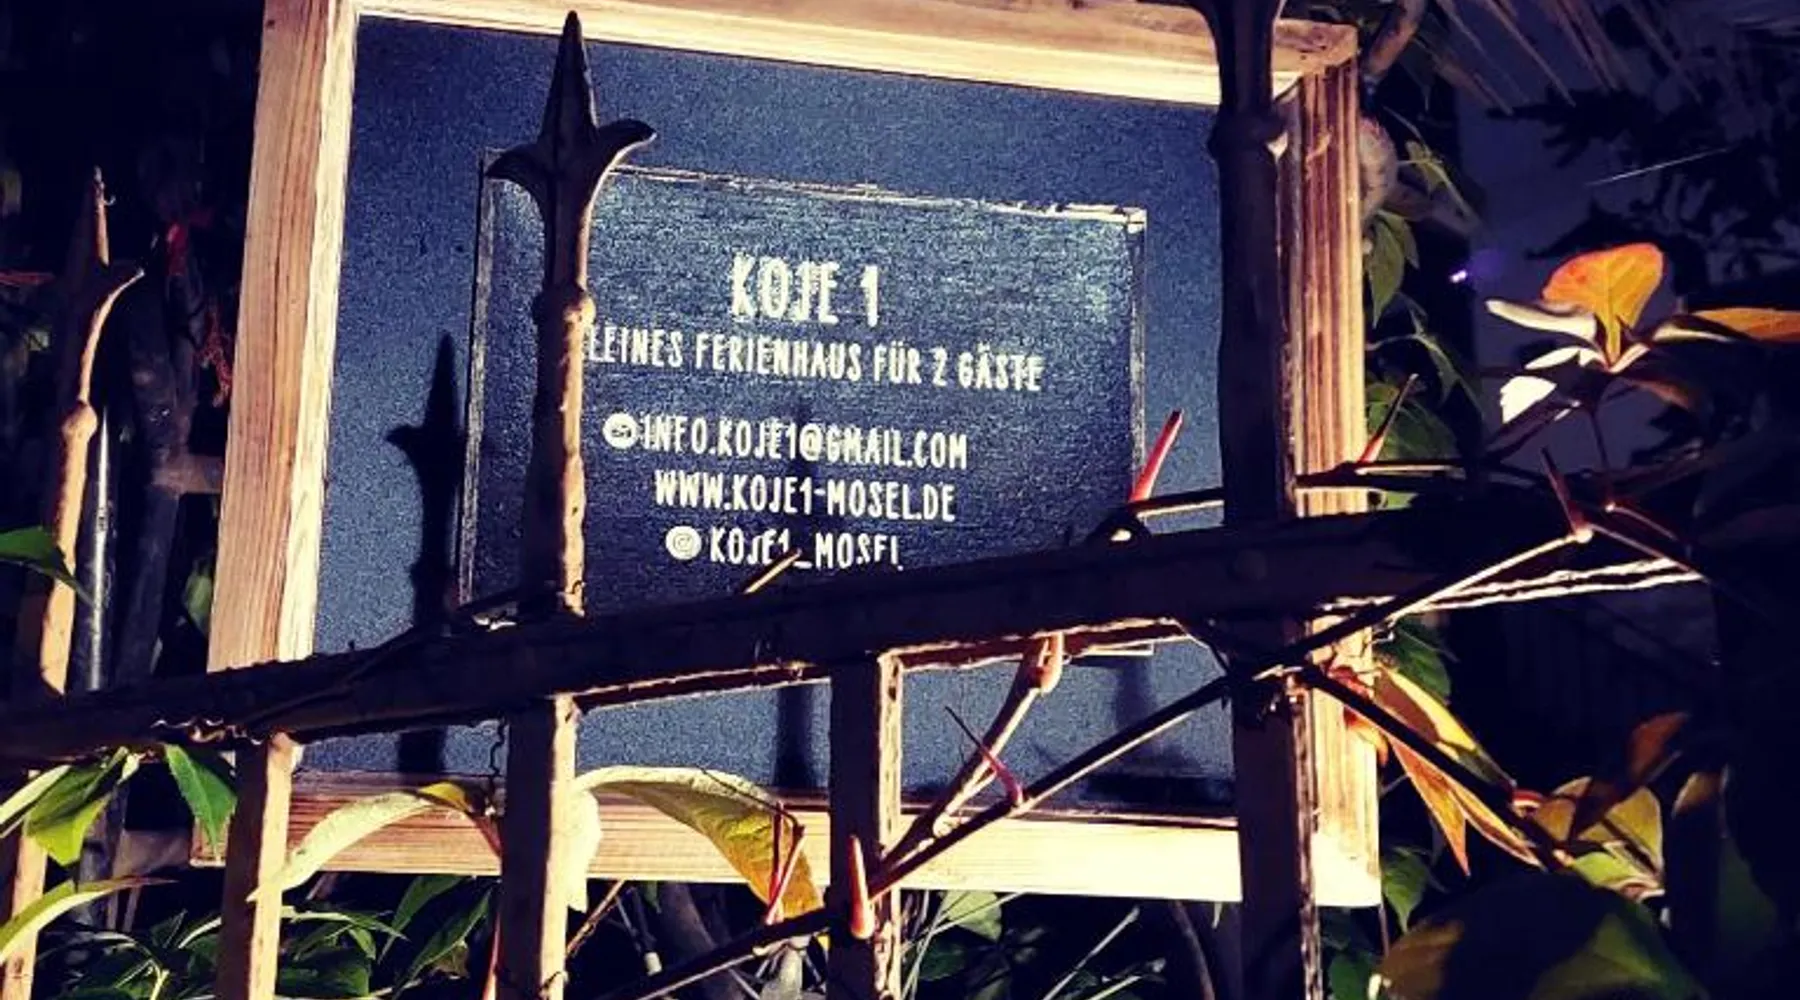 KOJE 1
LEINES FERIENHAUS FÜR 2 GÄSTE
INFO.KOJE1@GMAIL.COM
WWW.KOJE1-MOSEL.DE
KOJE1_MOSEL